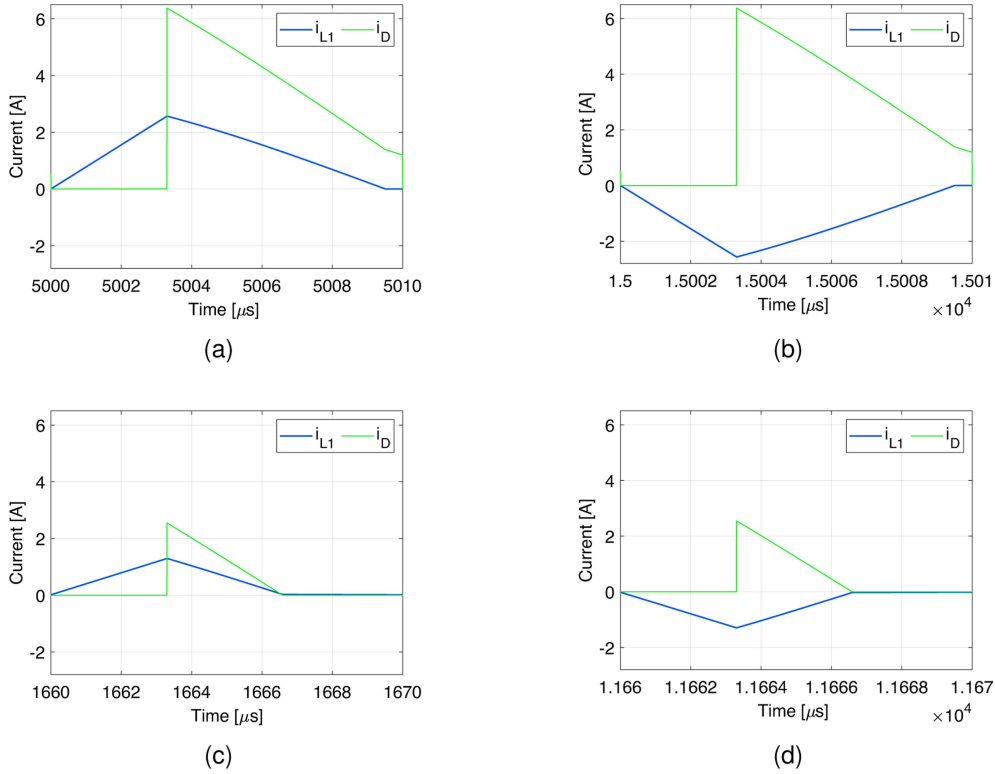 i_L1 i_D
6
4
2
0
-2
Current [A]
5000 5002 5004 5006 5008 5010
Time [μs]
(a)
i_L1 i_D
6
4
2
0
-2
Current [A]
1.5 1.5002 1.5004 1.5006 1.5008 1.501
Time [μs] ×10^4
(b)
i_L1 i_D
6
4
2
0
-2
Current [A]
1660 1662 1664 1666 1668 1670
Time [μs]
(c)
i_L1 i_D
6
4
2
0
-2
Current [A]
1.166 1.1662 1.1664 1.1666 1.1668 1.167
Time [μs] ×10^4
(d)